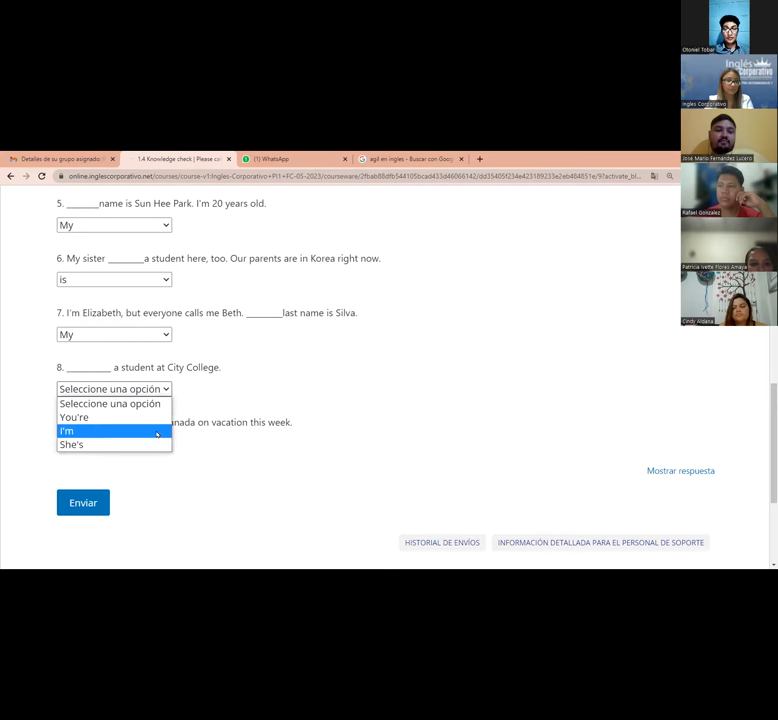 Otoniel Tobar
Inglés
Corporativo
Ingles Corporativo
Jose Mario Fernández Lucero
Rafael Gonzalez
Patricia Ivette Flores Amaya
Cindy Aldana
Detalles de su grupo asignado:
1.4 Knowledge check | Please ca
(1) WhatsApp
agil en ingles - Buscar con Goog
online.inglescorporativo.net/courses/course-v1:Ingles-Corporativo+PI1+FC-05-2023/courseware/2fbab88dfb544105bcad433d46066142/dd35405f234e423189233e2eb484851e/9?activate_bl...
5. ______name is Sun Hee Park. I'm 20 years old.
My
6. My sister _______a student here, too. Our parents are in Korea right now.
is
7. I'm Elizabeth, but everyone calls me Beth. _______last name is Silva.
My
8. _________ a student at City College.
Seleccione una opción
Seleccione una opción
You're
I'm
She's
anada on vacation this week.
Mostrar respuesta
Enviar
HISTORIAL DE ENVÍOS
INFORMACIÓN DETALLADA PARA EL PERSONAL DE SOPORTE